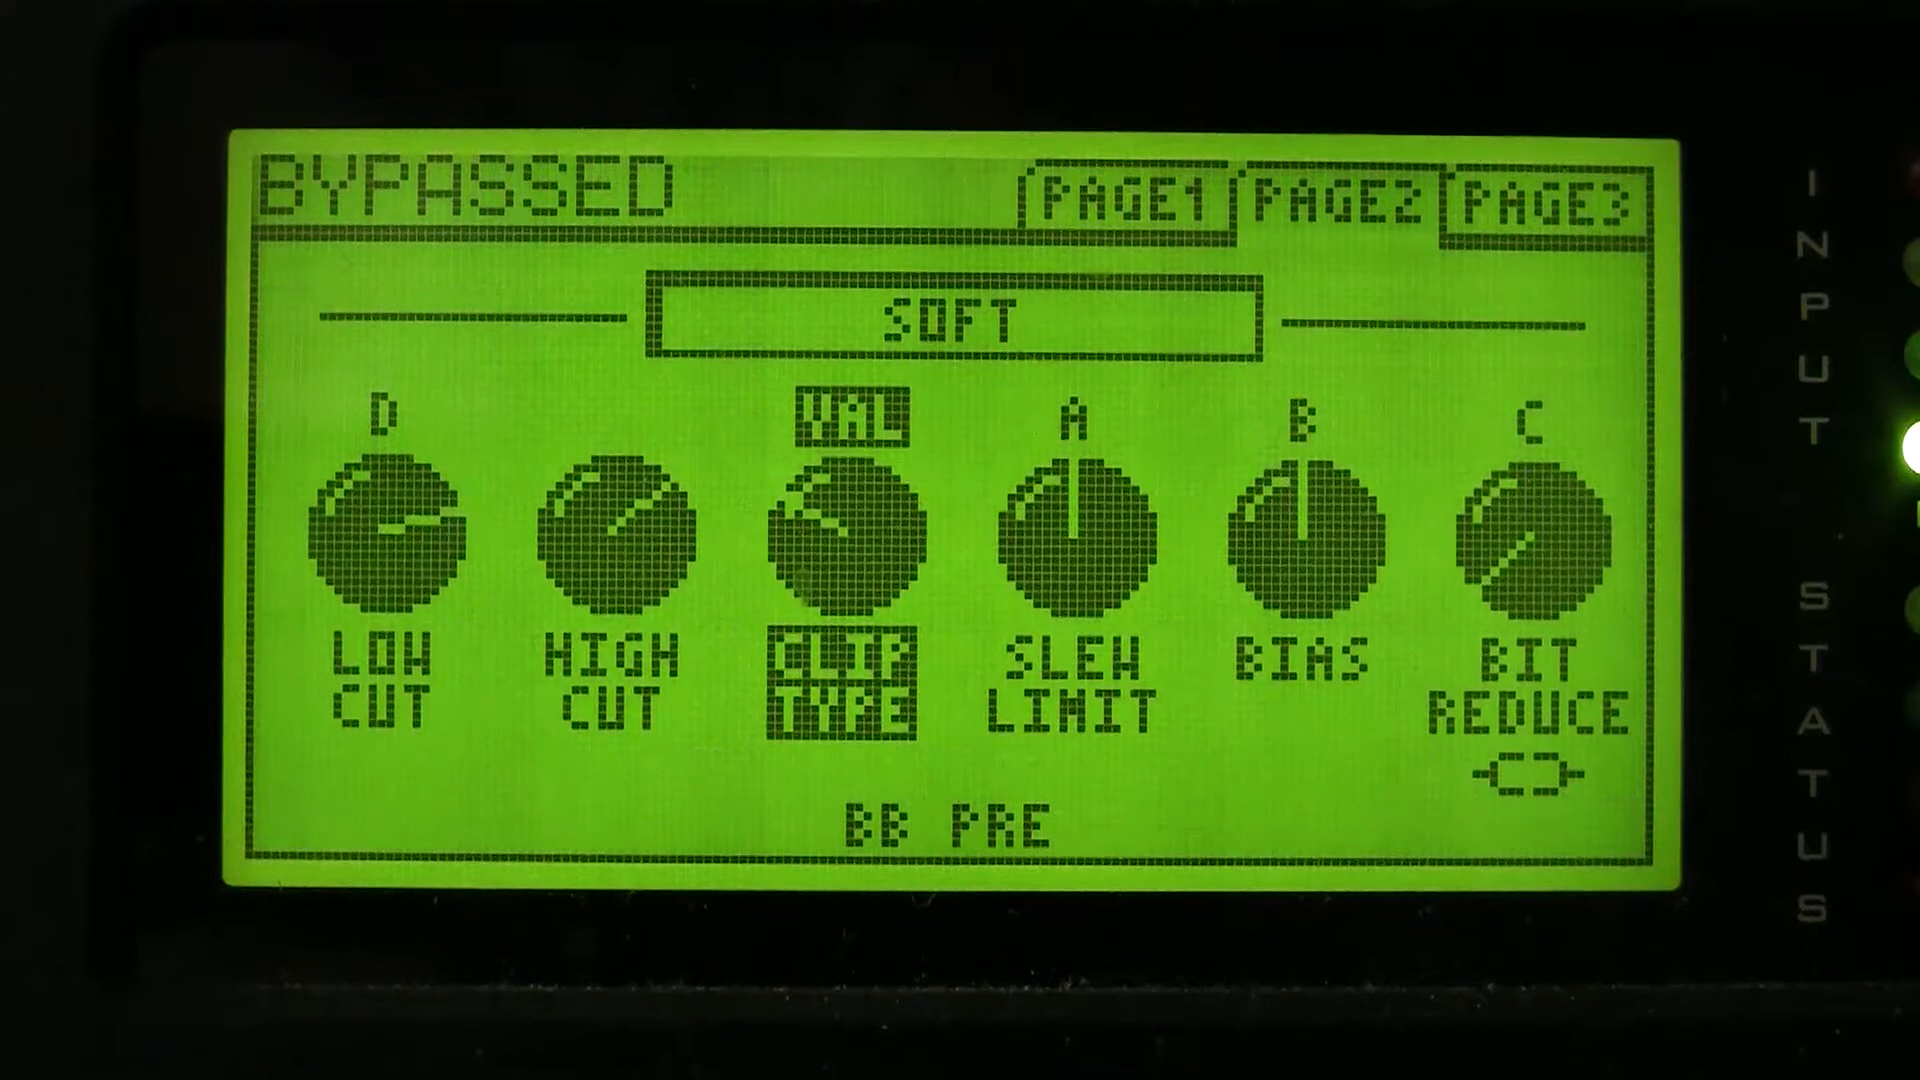 BYPASSED
PAGE1 PAGE2 PAGE3
SOFT
D VAL A B C
LOW CUT
HIGH CUT
CLIP TYPE
SLEW LIMIT
BIAS
BIT REDUCE
BB PRE
INPUT STATUS